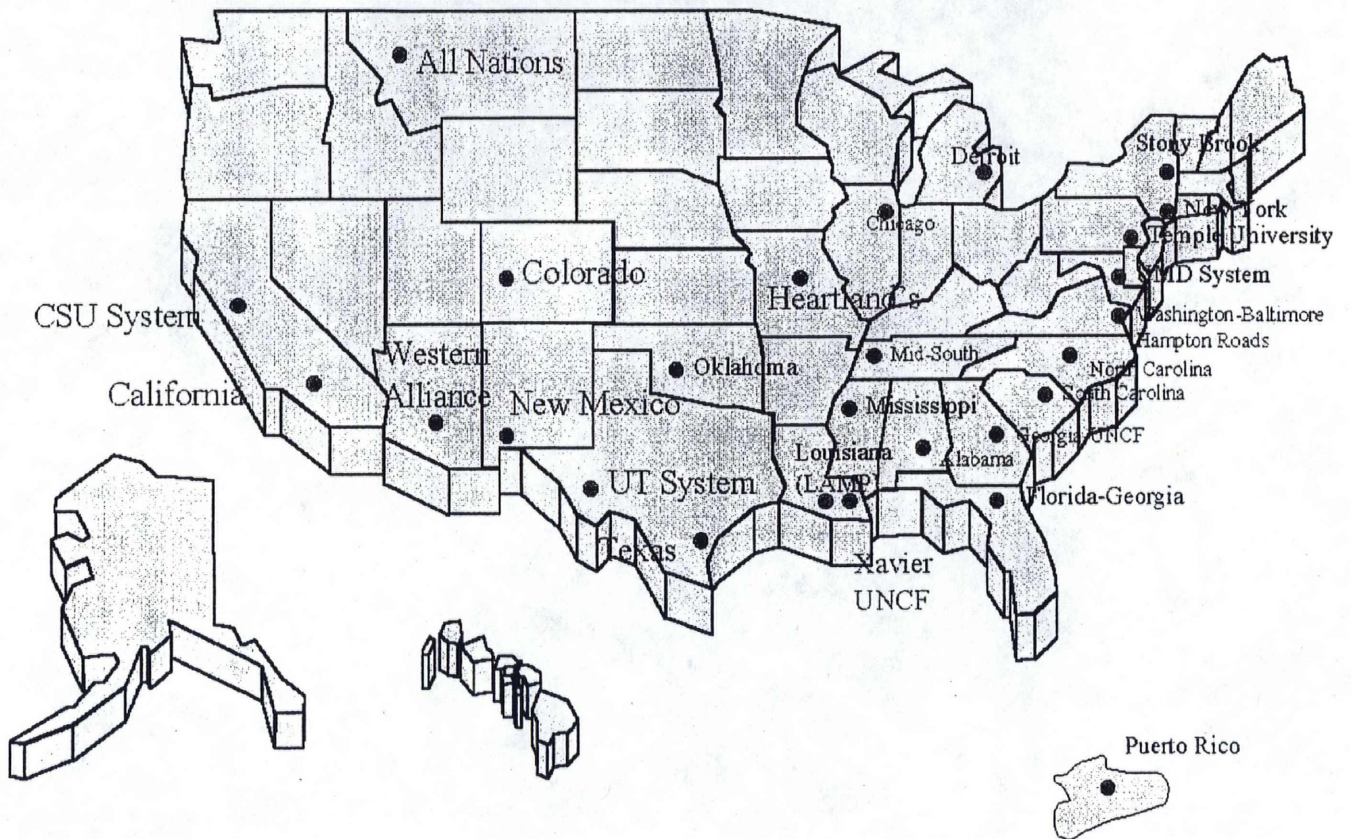 All Nations
Stony Brook
Detroit
New York
Chicago
Temple University
Colorado
UMD System
Heartland's
CSU System
Washington-Baltimore
Hampton Roads
Western
Alliance
Mid-South
Oklahoma
North Carolina
California
South Carolina
New Mexico
Mississippi
Georgia UNCF
Louisiana
(LAMP)
Alabama
UT System
Florida-Georgia
Texas
Xavier
UNCF
Puerto Rico